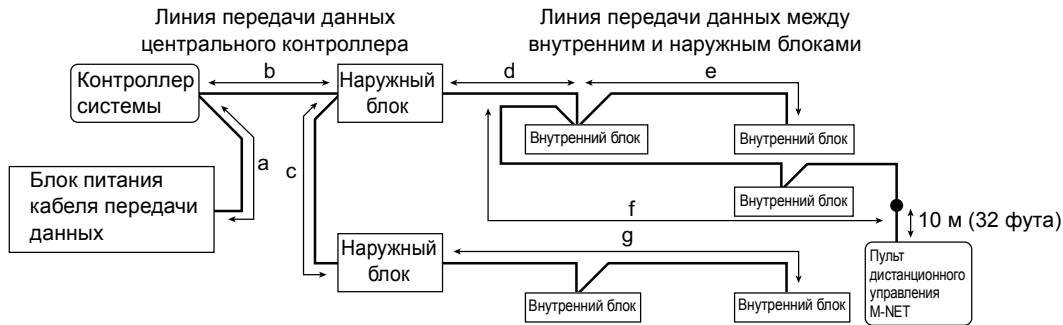 Линия передачи данных
центрального контроллера
Линия передачи данных между
внутренним и наружным блоками
Контроллер
системы
b
Наружный
блок
d
e
Внутренний блок
Внутренний блок
a
c
Блок питания
кабеля передачи
данных
Внутренний блок
f
10 м (32 фута)
g
Наружный
блок
Пульт
дистанционного
управления
M-NET
Внутренний блок
Внутренний блок